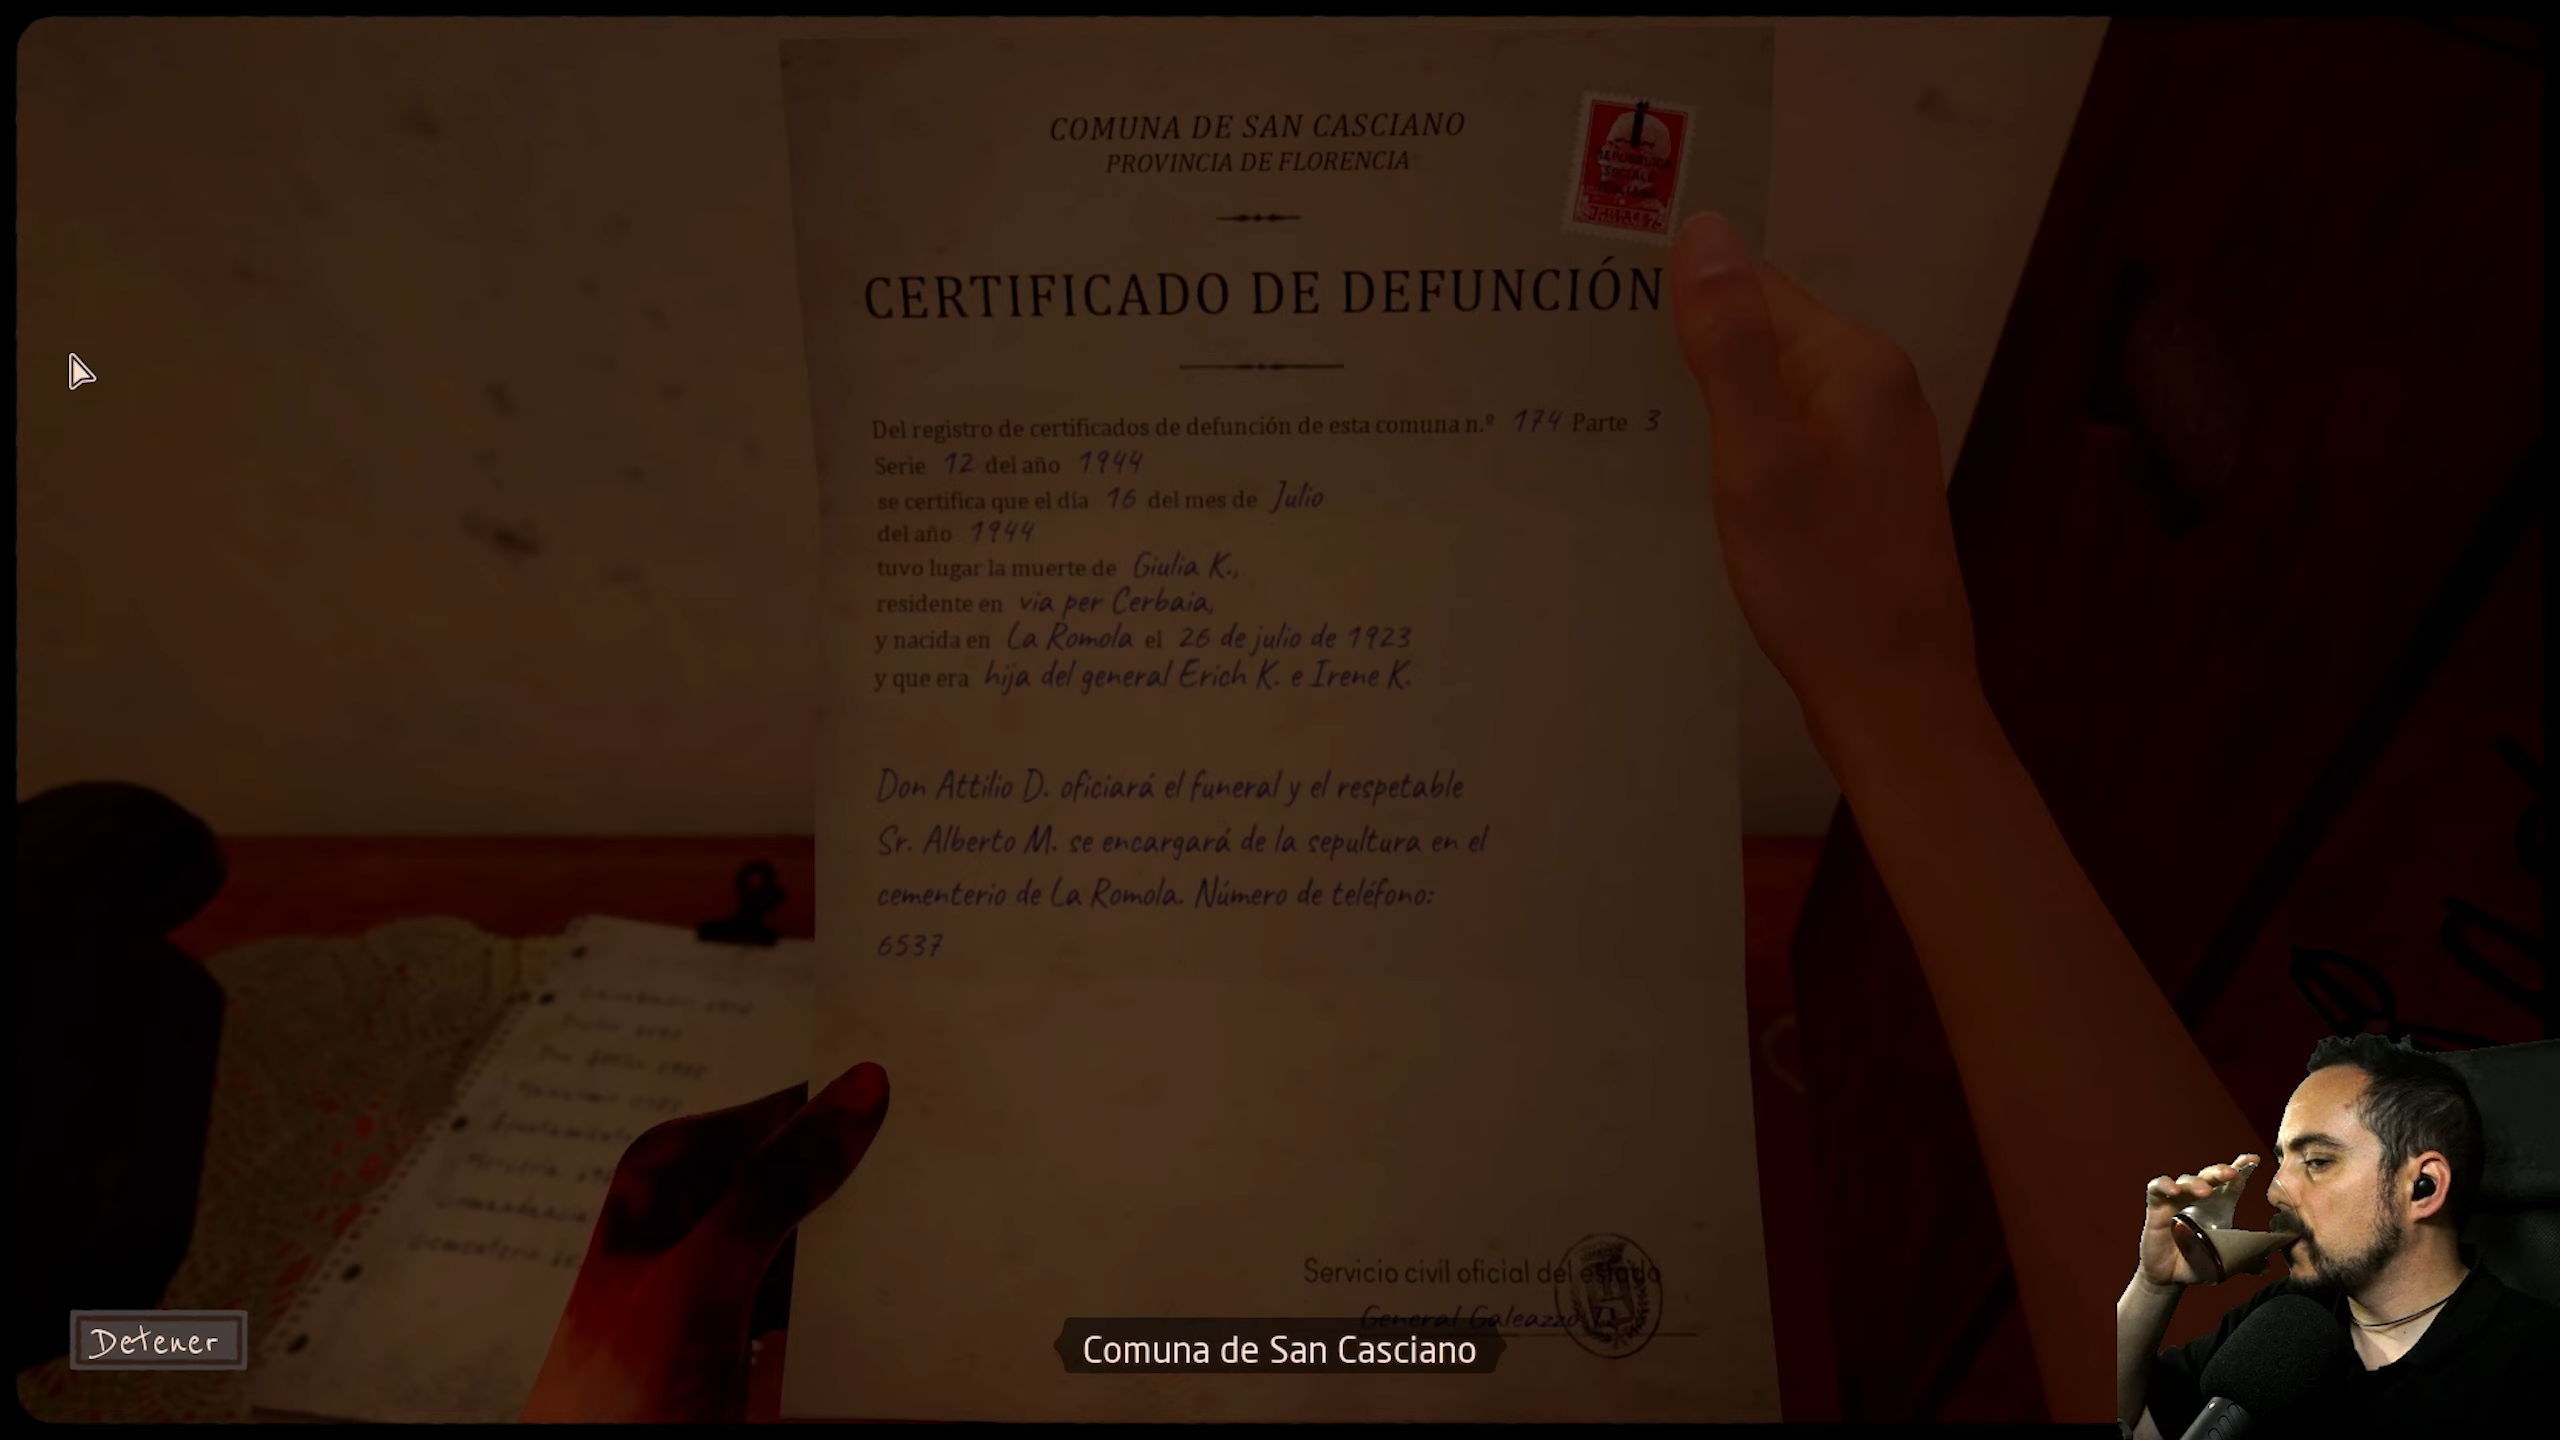 COMUNA DE SAN CASCIANO
PROVINCIA DE FLORENCIA
CERTIFICADO DE DEFUNCIÓN
Del registro de certificados de defunción de esta comuna n.º 174 Parte 3
Serie 12 del año 1944
se certifica que el día 16 del mes de Julio
del año 1944
tuvo lugar la muerte de Giulia K.,
residente en via per Cerbaia,
y nacida en La Romola el 26 de julio de 1923
y que era hija del general Erich K. e Irene K.
Don Attilio D. oficiará el funeral y el respetable
Sr. Alberto M. se encargará de la sepultura en el
cementerio de La Romola. Número de teléfono:
6537
Servicio civil oficial del estado
General Galeazzo
Detener
Comuna de San Casciano